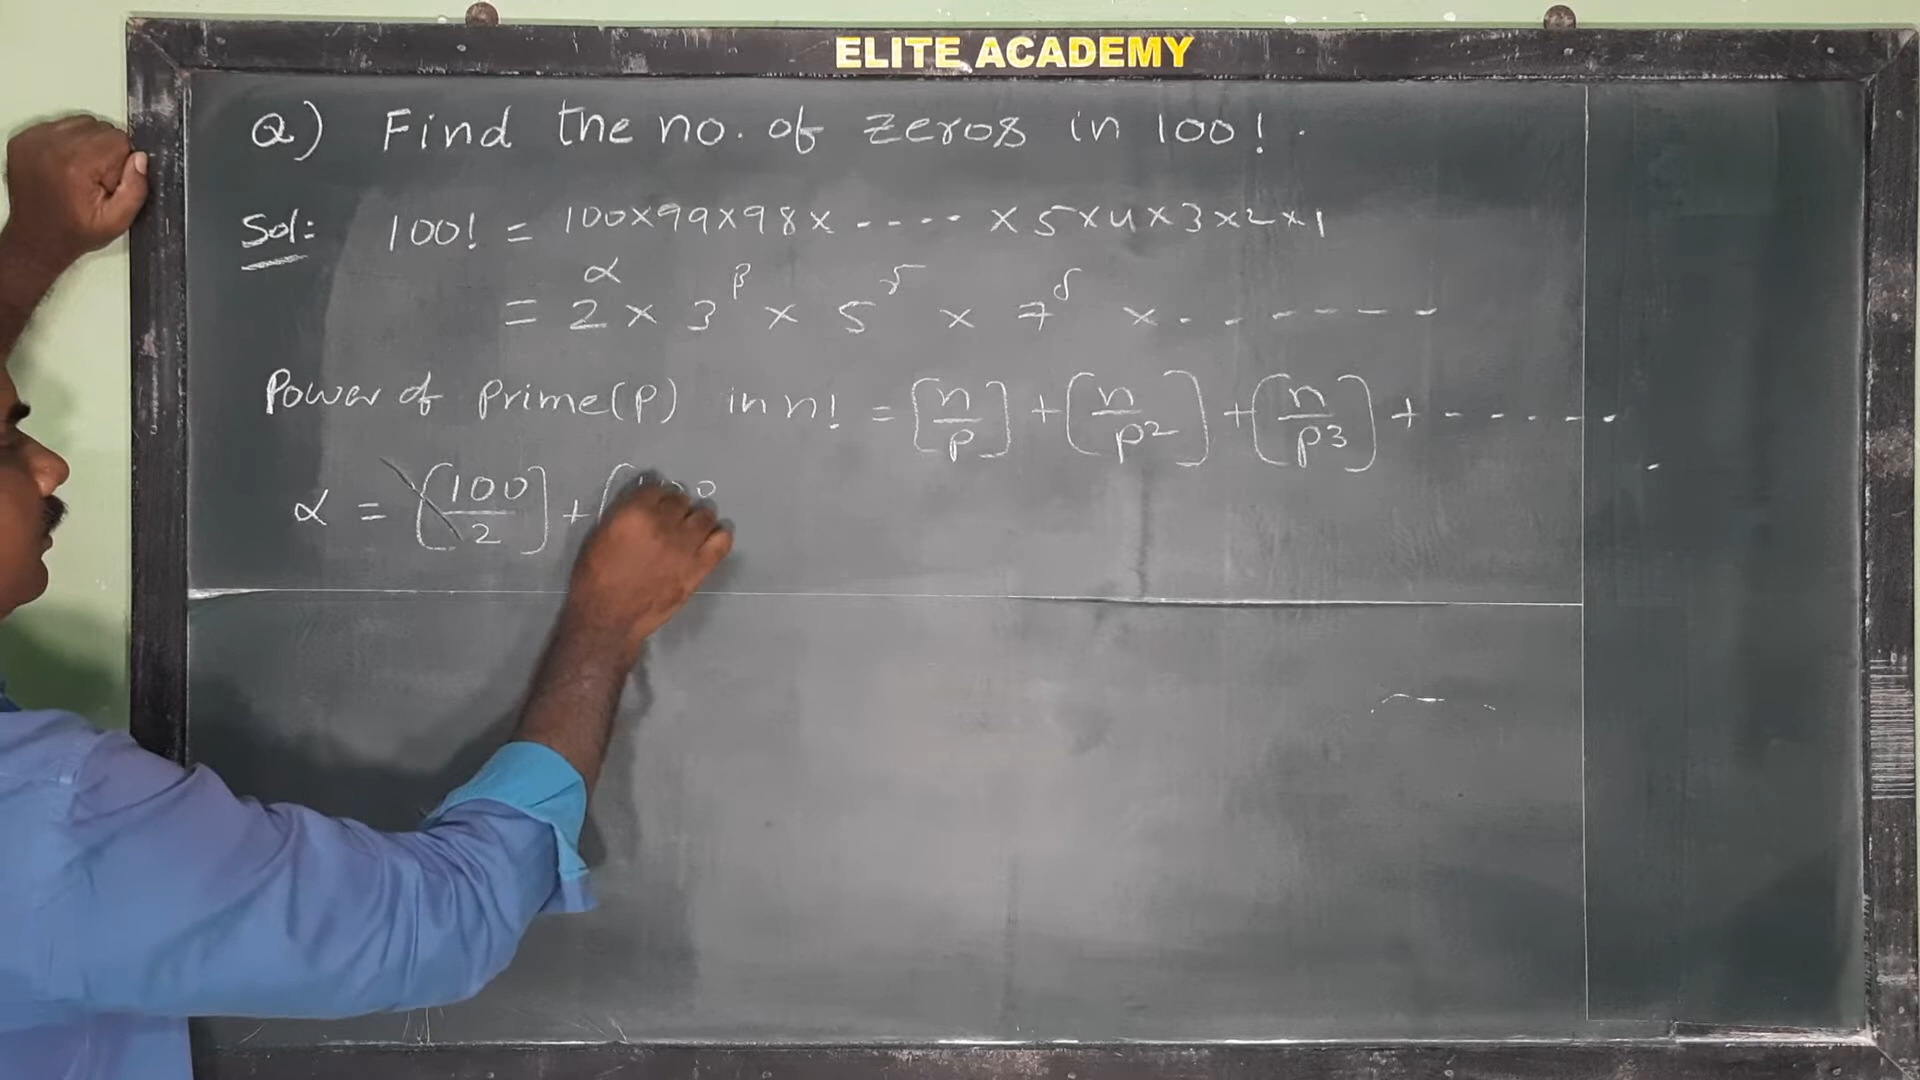 ELITE ACADEMY
Q) Find the no. of zeros in 100!.
Sol: 100! = 100×99×98× ---- ×5×4×3×2×1
= 2^α × 3^β × 5^γ × 7^δ × -------
Power of prime(p) in n! = [n/p] + [n/p²] + [n/p³] + -----
α = [100/2] + [100